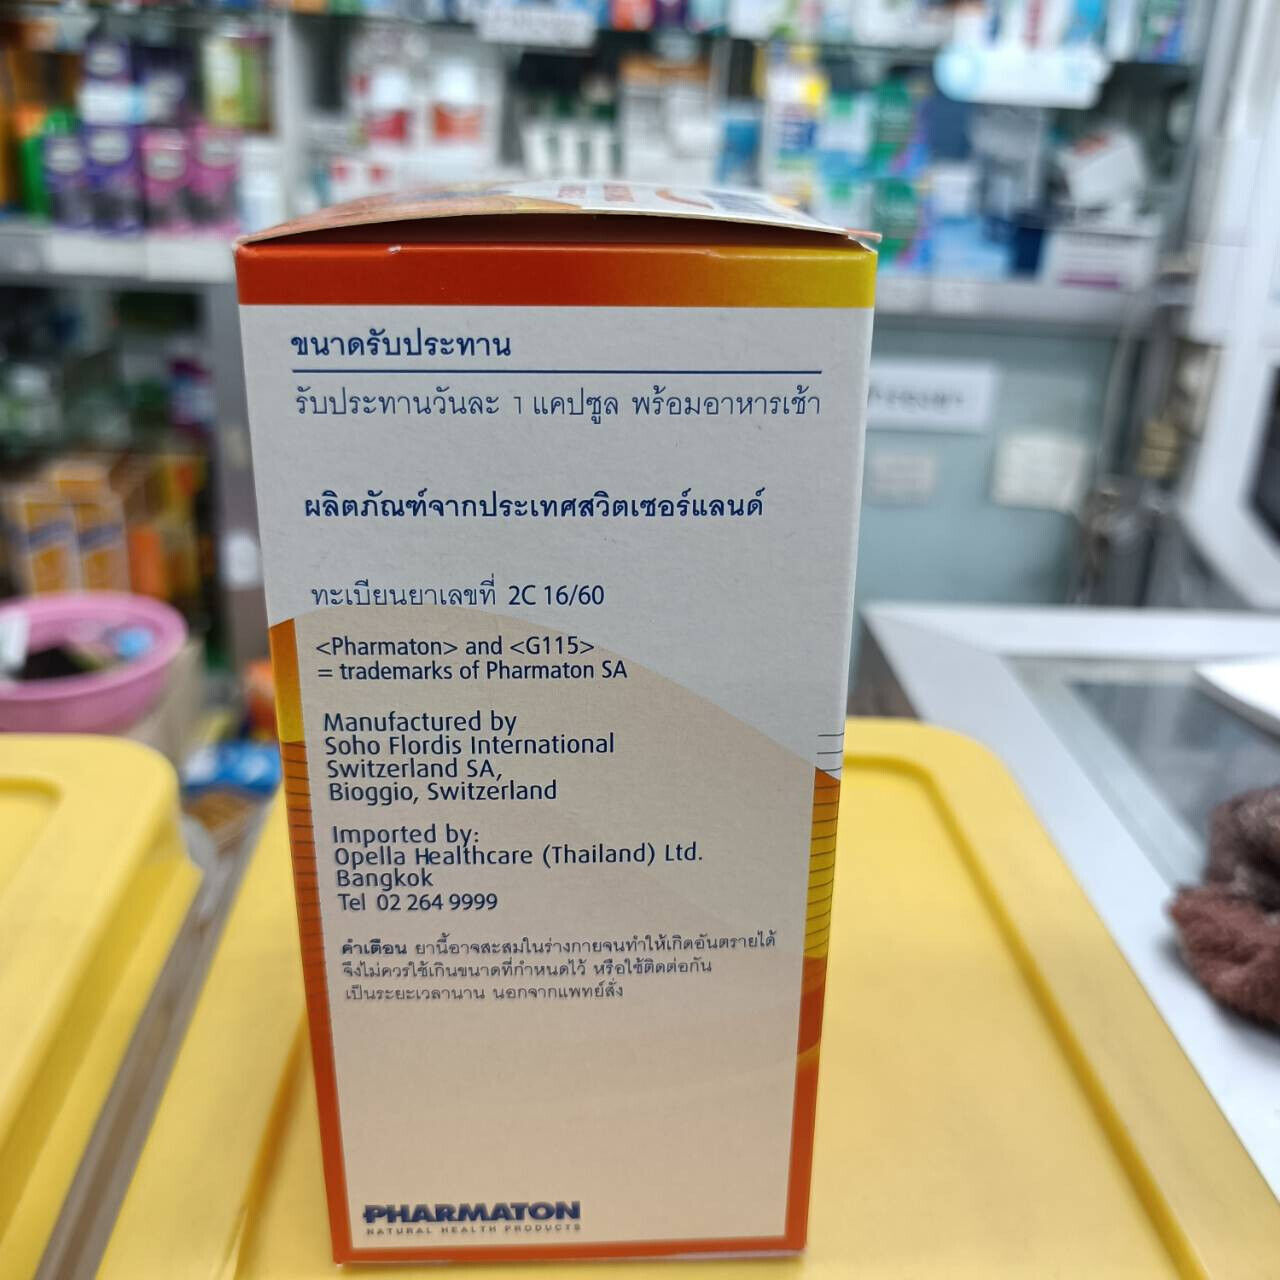 ขนาดรับประทาน
รับประทานวันละ 1 แคปซูล พร้อมอาหารเช้า
ผลิตภัณฑ์จากประเทศสวิตเซอร์แลนด์
ทะเบียนยาเลขที่ 2C 16/60
<Pharmaton> and <G115>
= trademarks of Pharmaton SA
Manufactured by
Soho Flordis International
Switzerland SA,
Bioggio, Switzerland
Imported by:
Opella Healthcare (Thailand) Ltd.
Bangkok
Tel 02 264 9999
คำเตือน ยานี้อาจสะสมในร่างกายจนทำให้เกิดอันตรายได้
จึงไม่ควรใช้เกินขนาดที่กำหนดไว้ หรือใช้ติดต่อกัน
เป็นระยะเวลานาน นอกจากแพทย์สั่ง
PHARMATON
NATURAL HEALTH PRODUCTS